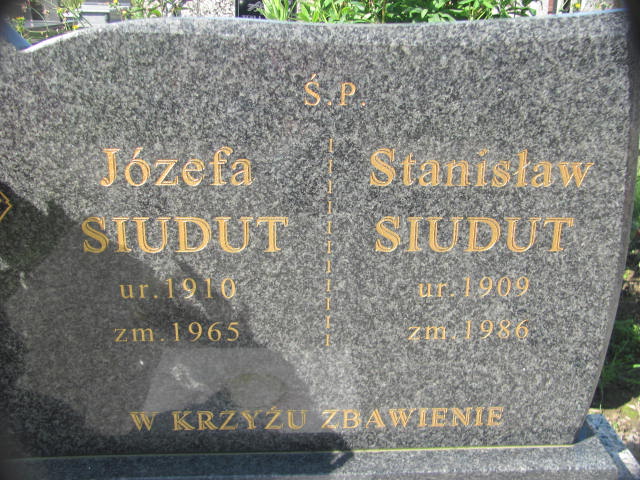 Ś.P.
Józefa
SIUDUT
ur.1910
zm.1965
Stanisław
SIUDUT
ur.1909
zm.1986
W KRZYŻU ZBAWIENIE